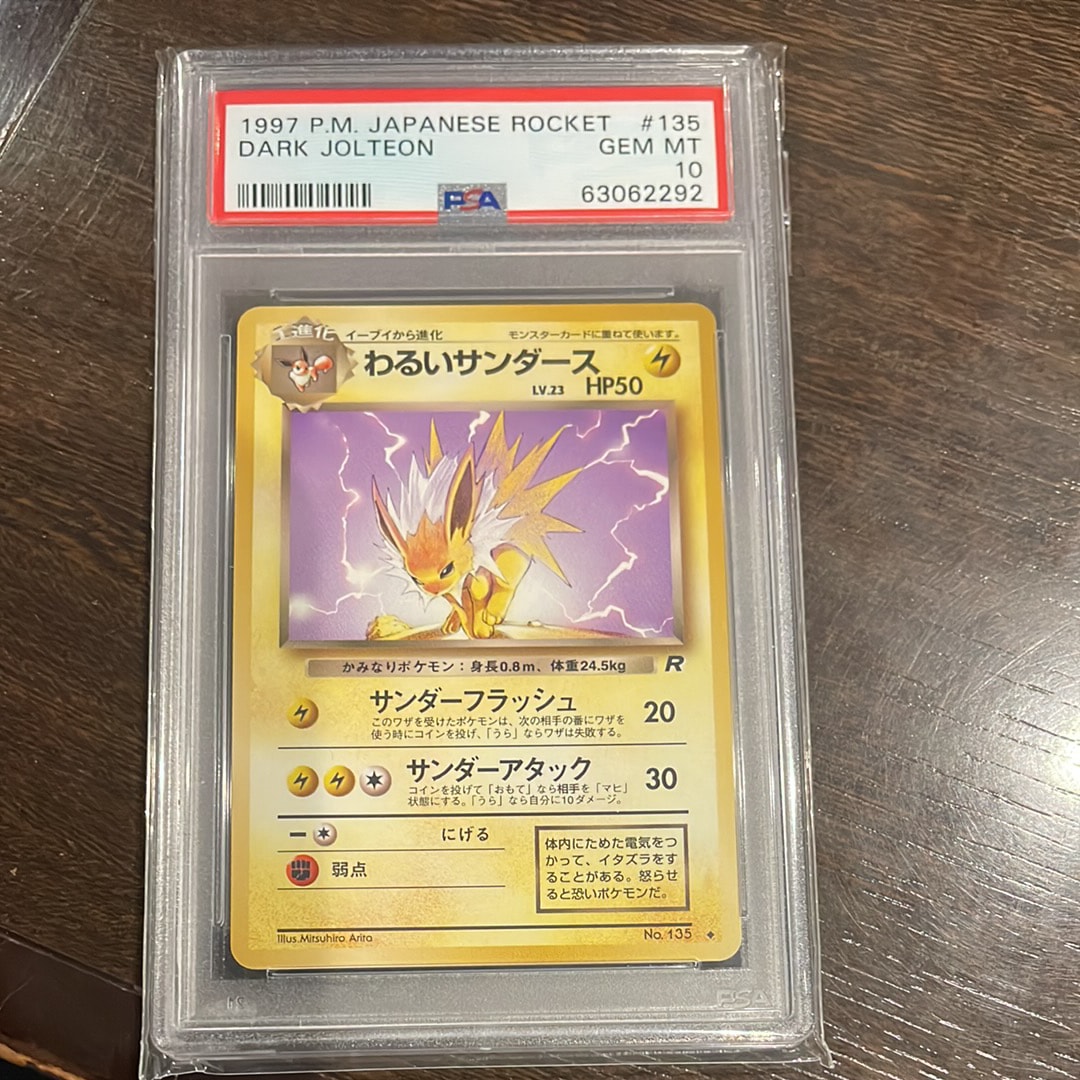 1997 P.M. JAPANESE ROCKET #135
DARK JOLTEON GEM MT
10
PSA 63062292
1進化 イーブイから進化 モンスターカードに重ねて使います。
わるいサンダース
LV.23 HP50
かみなりポケモン：身長0.8m、体重24.5kg R
サンダーフラッシュ 20
このワザを受けたポケモンは、次の相手の番にワザを
使う時にコインを投げ、「うら」ならワザは失敗する。
サンダーアタック 30
コインを投げて「おもて」なら相手を「マヒ」
状態にする。「うら」なら自分に10ダメージ。
にげる
弱点
体内にためた電気をつ
かって、イタズラをす
ることがある。怒らせ
ると恐いポケモンだ。
Illus.Mitsuhiro Arita No. 135
PSA